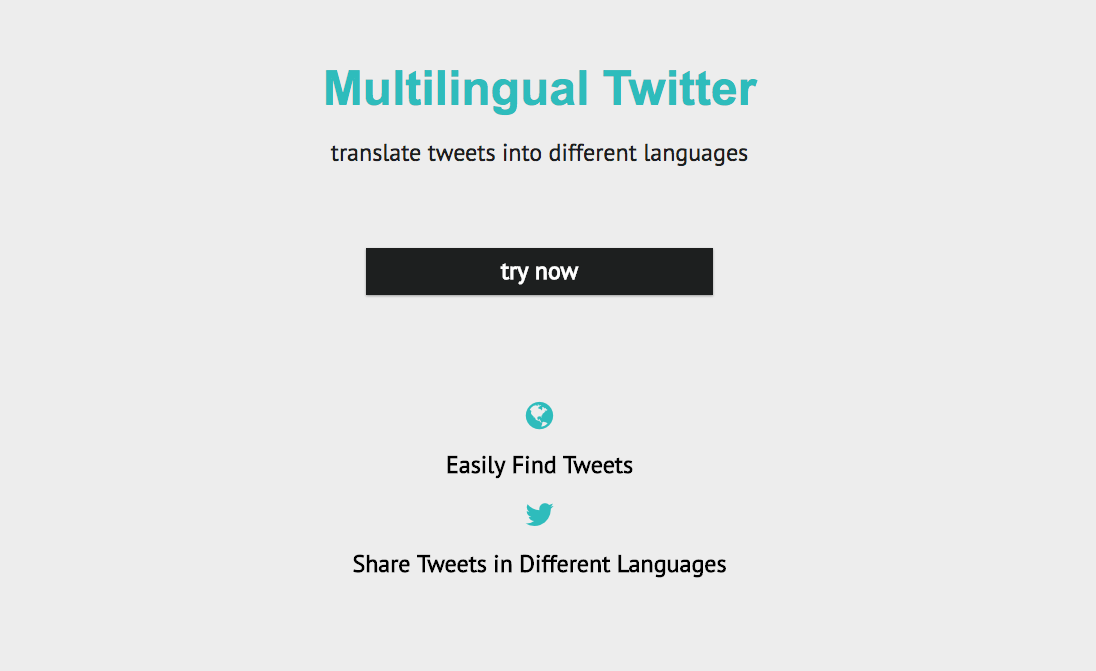 Multilingual Twitter
translate tweets into different languages
try now
Easily Find Tweets
Share Tweets in Different Languages